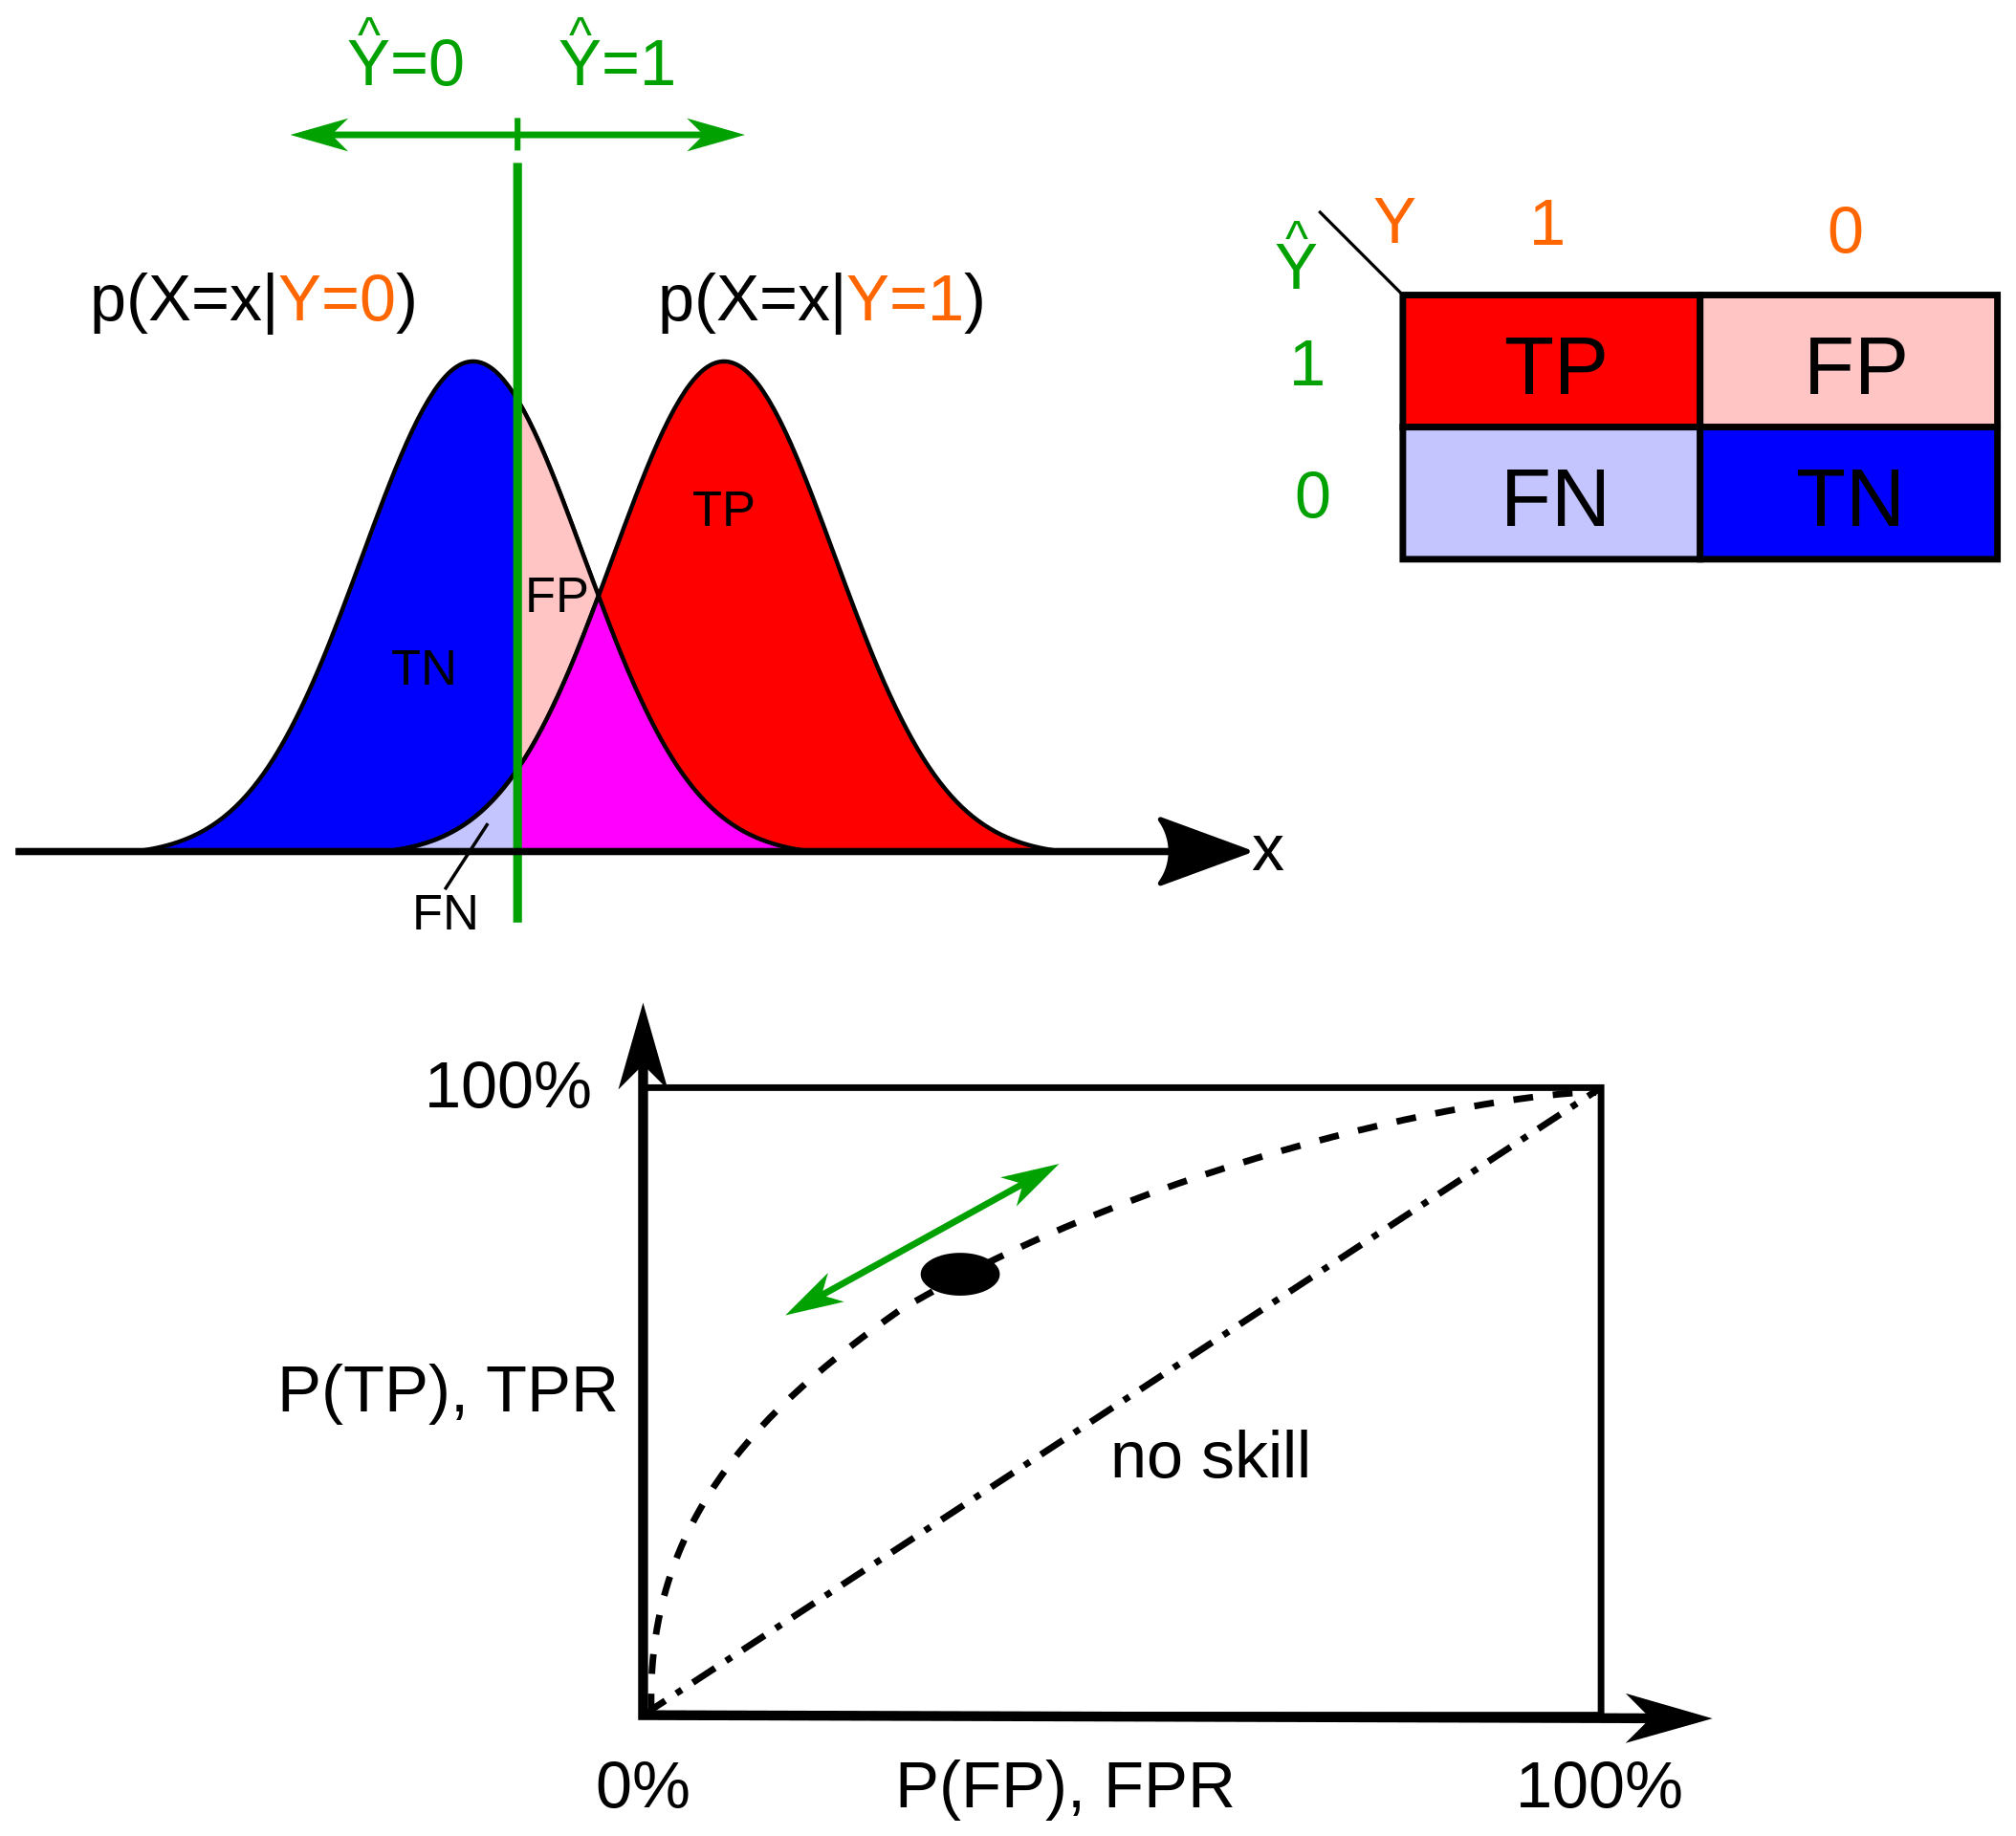 Ŷ=0 Ŷ=1
p(X=x|Y=0) p(X=x|Y=1)
TP
FP
TN
FN
x
Y 1 0
Ŷ
1 TP FP
0 FN TN
100%
P(TP), TPR
no skill
0% P(FP), FPR 100%